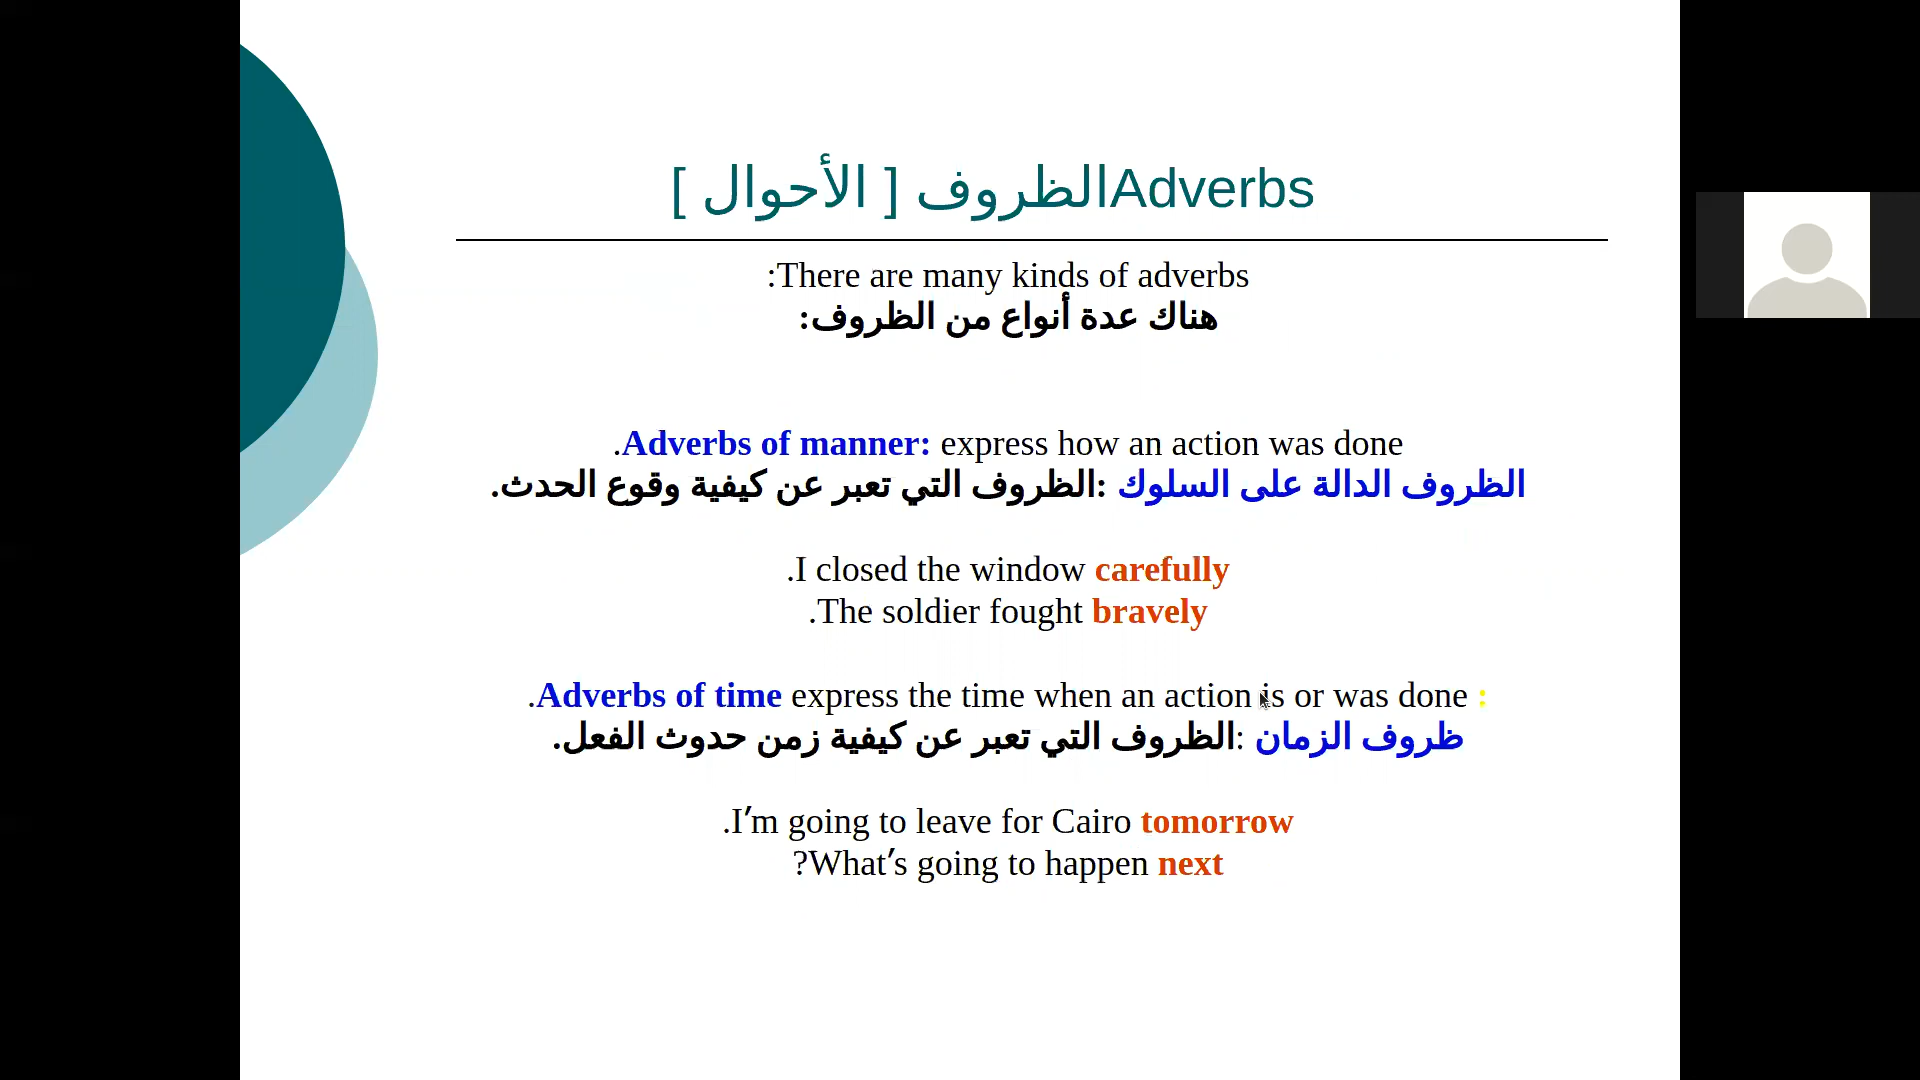 Adverbsالظروف [ الأحوال ]
:There are many kinds of adverbs
هناك عدة أنواع من الظروف:
.Adverbs of manner: express how an action was done
الظروف الدالة على السلوك :الظروف التي تعبر عن كيفية وقوع الحدث.
.I closed the window carefully
.The soldier fought bravely
.Adverbs of time express the time when an action is or was done :
ظروف الزمان :الظروف التي تعبر عن كيفية زمن حدوث الفعل.
.I’m going to leave for Cairo tomorrow
?What’s going to happen next